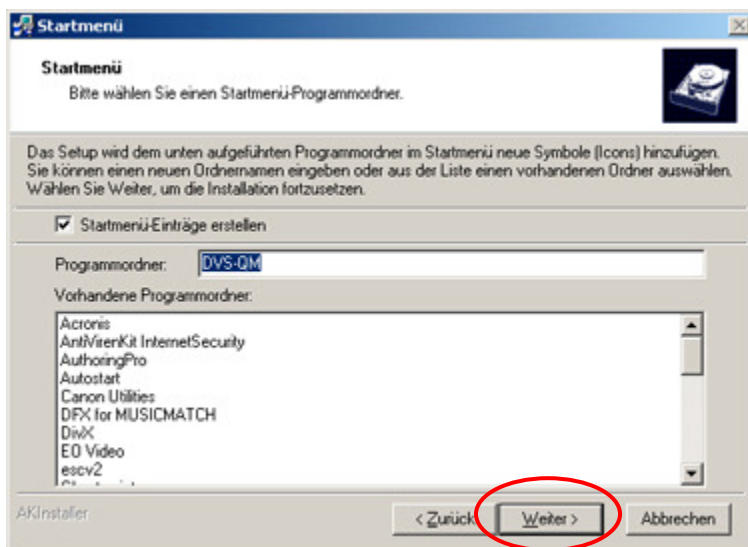 Startmenü
Startmenü
Bitte wählen Sie einen Startmenü-Programmordner.
Das Setup wird dem unten aufgeführten Programmordner im Startmenü neue Symbole (Icons) hinzufügen.
Sie können einen neuen Ordnernamen eingeben oder aus der Liste einen vorhandenen Ordner auswählen.
Wählen Sie Weiter, um die Installation fortzusetzen.
Startmenü-Einträge erstellen
Programmordner: DVS-QM
Vorhandene Programmordner:
Acronis
AntiVirenKit InternetSecurity
AuthoringPro
Autostart
Canon Utilities
DFX for MUSICMATCH
DivX
EO Video
escv2
AKInstaller
< Zurück Weiter > Abbrechen